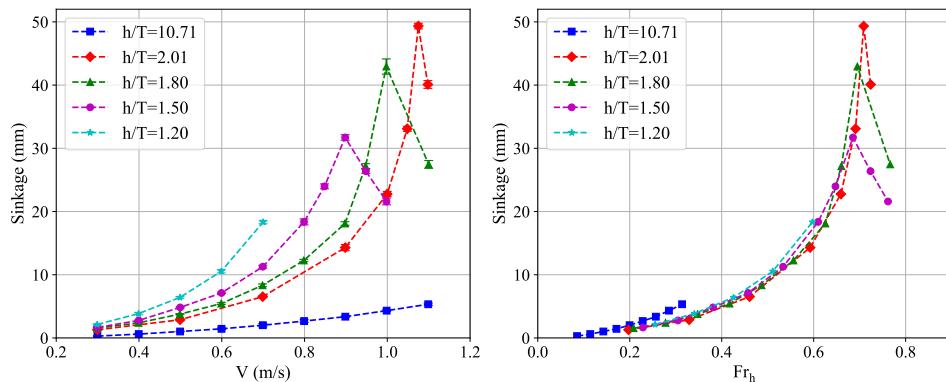 50
40
30
20
10
0
Sinkage (mm)
h/T=10.71
h/T=2.01
h/T=1.80
h/T=1.50
h/T=1.20
0.2 0.4 0.6 0.8 1.0 1.2
V (m/s)
50
40
30
20
10
0
Sinkage (mm)
h/T=10.71
h/T=2.01
h/T=1.80
h/T=1.50
h/T=1.20
0.0 0.2 0.4 0.6 0.8
Frh